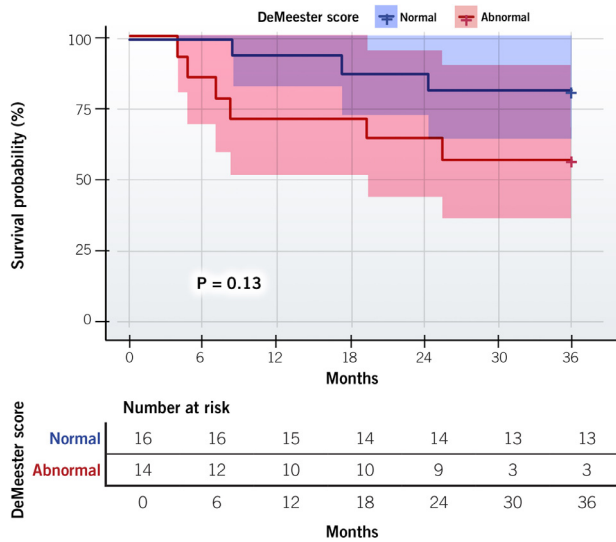 DeMeester score Normal Abnormal
Survival probability (%)
100
75
50
25
0
P = 0.13
0 6 12 18 24 30 36
Months
DeMeester score
Number at risk
Normal 16 16 15 14 14 13 13
Abnormal 14 12 10 10 9 3 3
0 6 12 18 24 30 36
Months